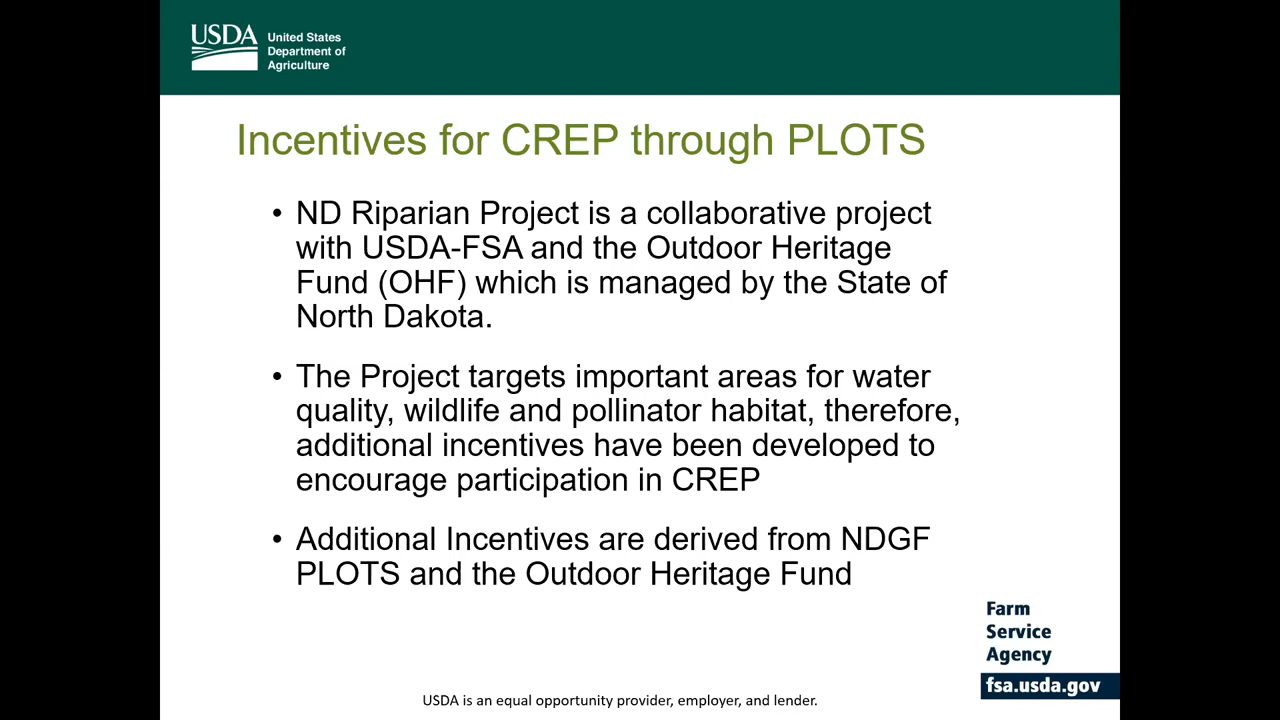 USDA
United States
Department of
Agriculture
Incentives for CREP through PLOTS
• ND Riparian Project is a collaborative project
with USDA-FSA and the Outdoor Heritage
Fund (OHF) which is managed by the State of
North Dakota.
• The Project targets important areas for water
quality, wildlife and pollinator habitat, therefore,
additional incentives have been developed to
encourage participation in CREP
• Additional Incentives are derived from NDGF
PLOTS and the Outdoor Heritage Fund
Farm
Service
Agency
fsa.usda.gov
USDA is an equal opportunity provider, employer, and lender.